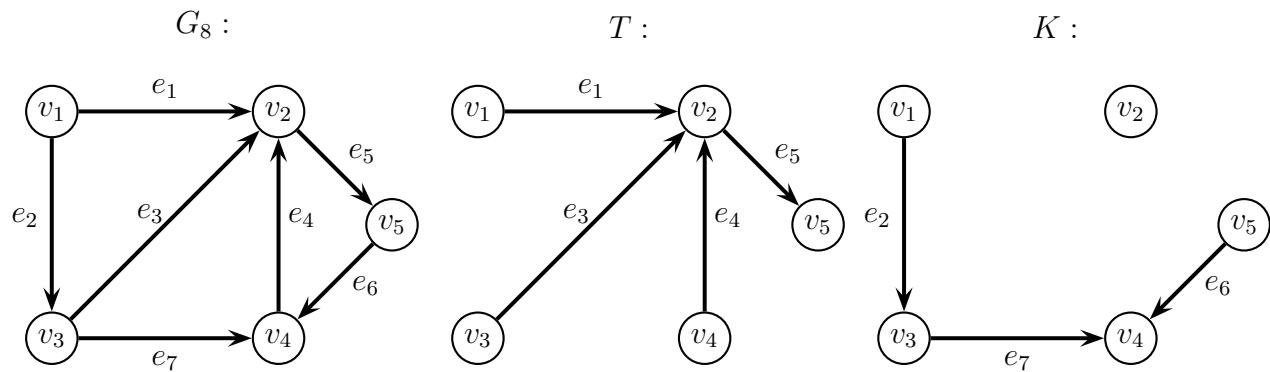 G₈ :
T :
K :
v₁
e₁
v₂
e₅
e₂
e₃
e₄
v₅
e₆
v₃
e₇
v₄
v₁
e₁
v₂
e₅
e₃
e₄
v₅
v₃
v₄
v₁
v₂
e₂
v₅
e₆
v₃
e₇
v₄